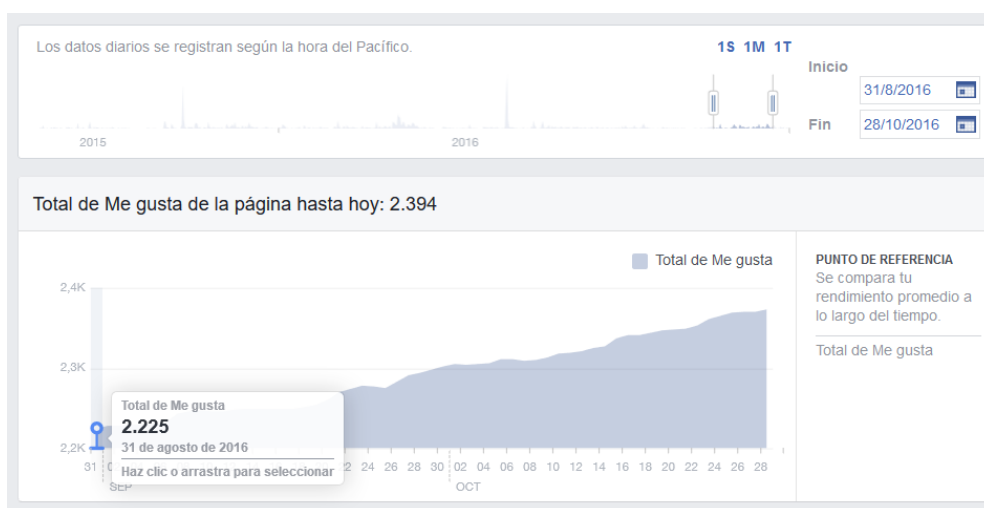 Los datos diarios se registran según la hora del Pacífico.
1S 1M 1T
Inicio
31/8/2016
Fin
28/10/2016
2015
2016
Total de Me gusta de la página hasta hoy: 2.394
Total de Me gusta
2,4K
2,3K
2,2K
Total de Me gusta
2.225
31 de agosto de 2016
Haz clic o arrastra para seleccionar
31
24 26 28 30 02 04 06 08 10 12 14 16 18 20 22 24 26 28
SEP
OCT
PUNTO DE REFERENCIA
Se compara tu
rendimiento promedio a
lo largo del tiempo.
Total de Me gusta